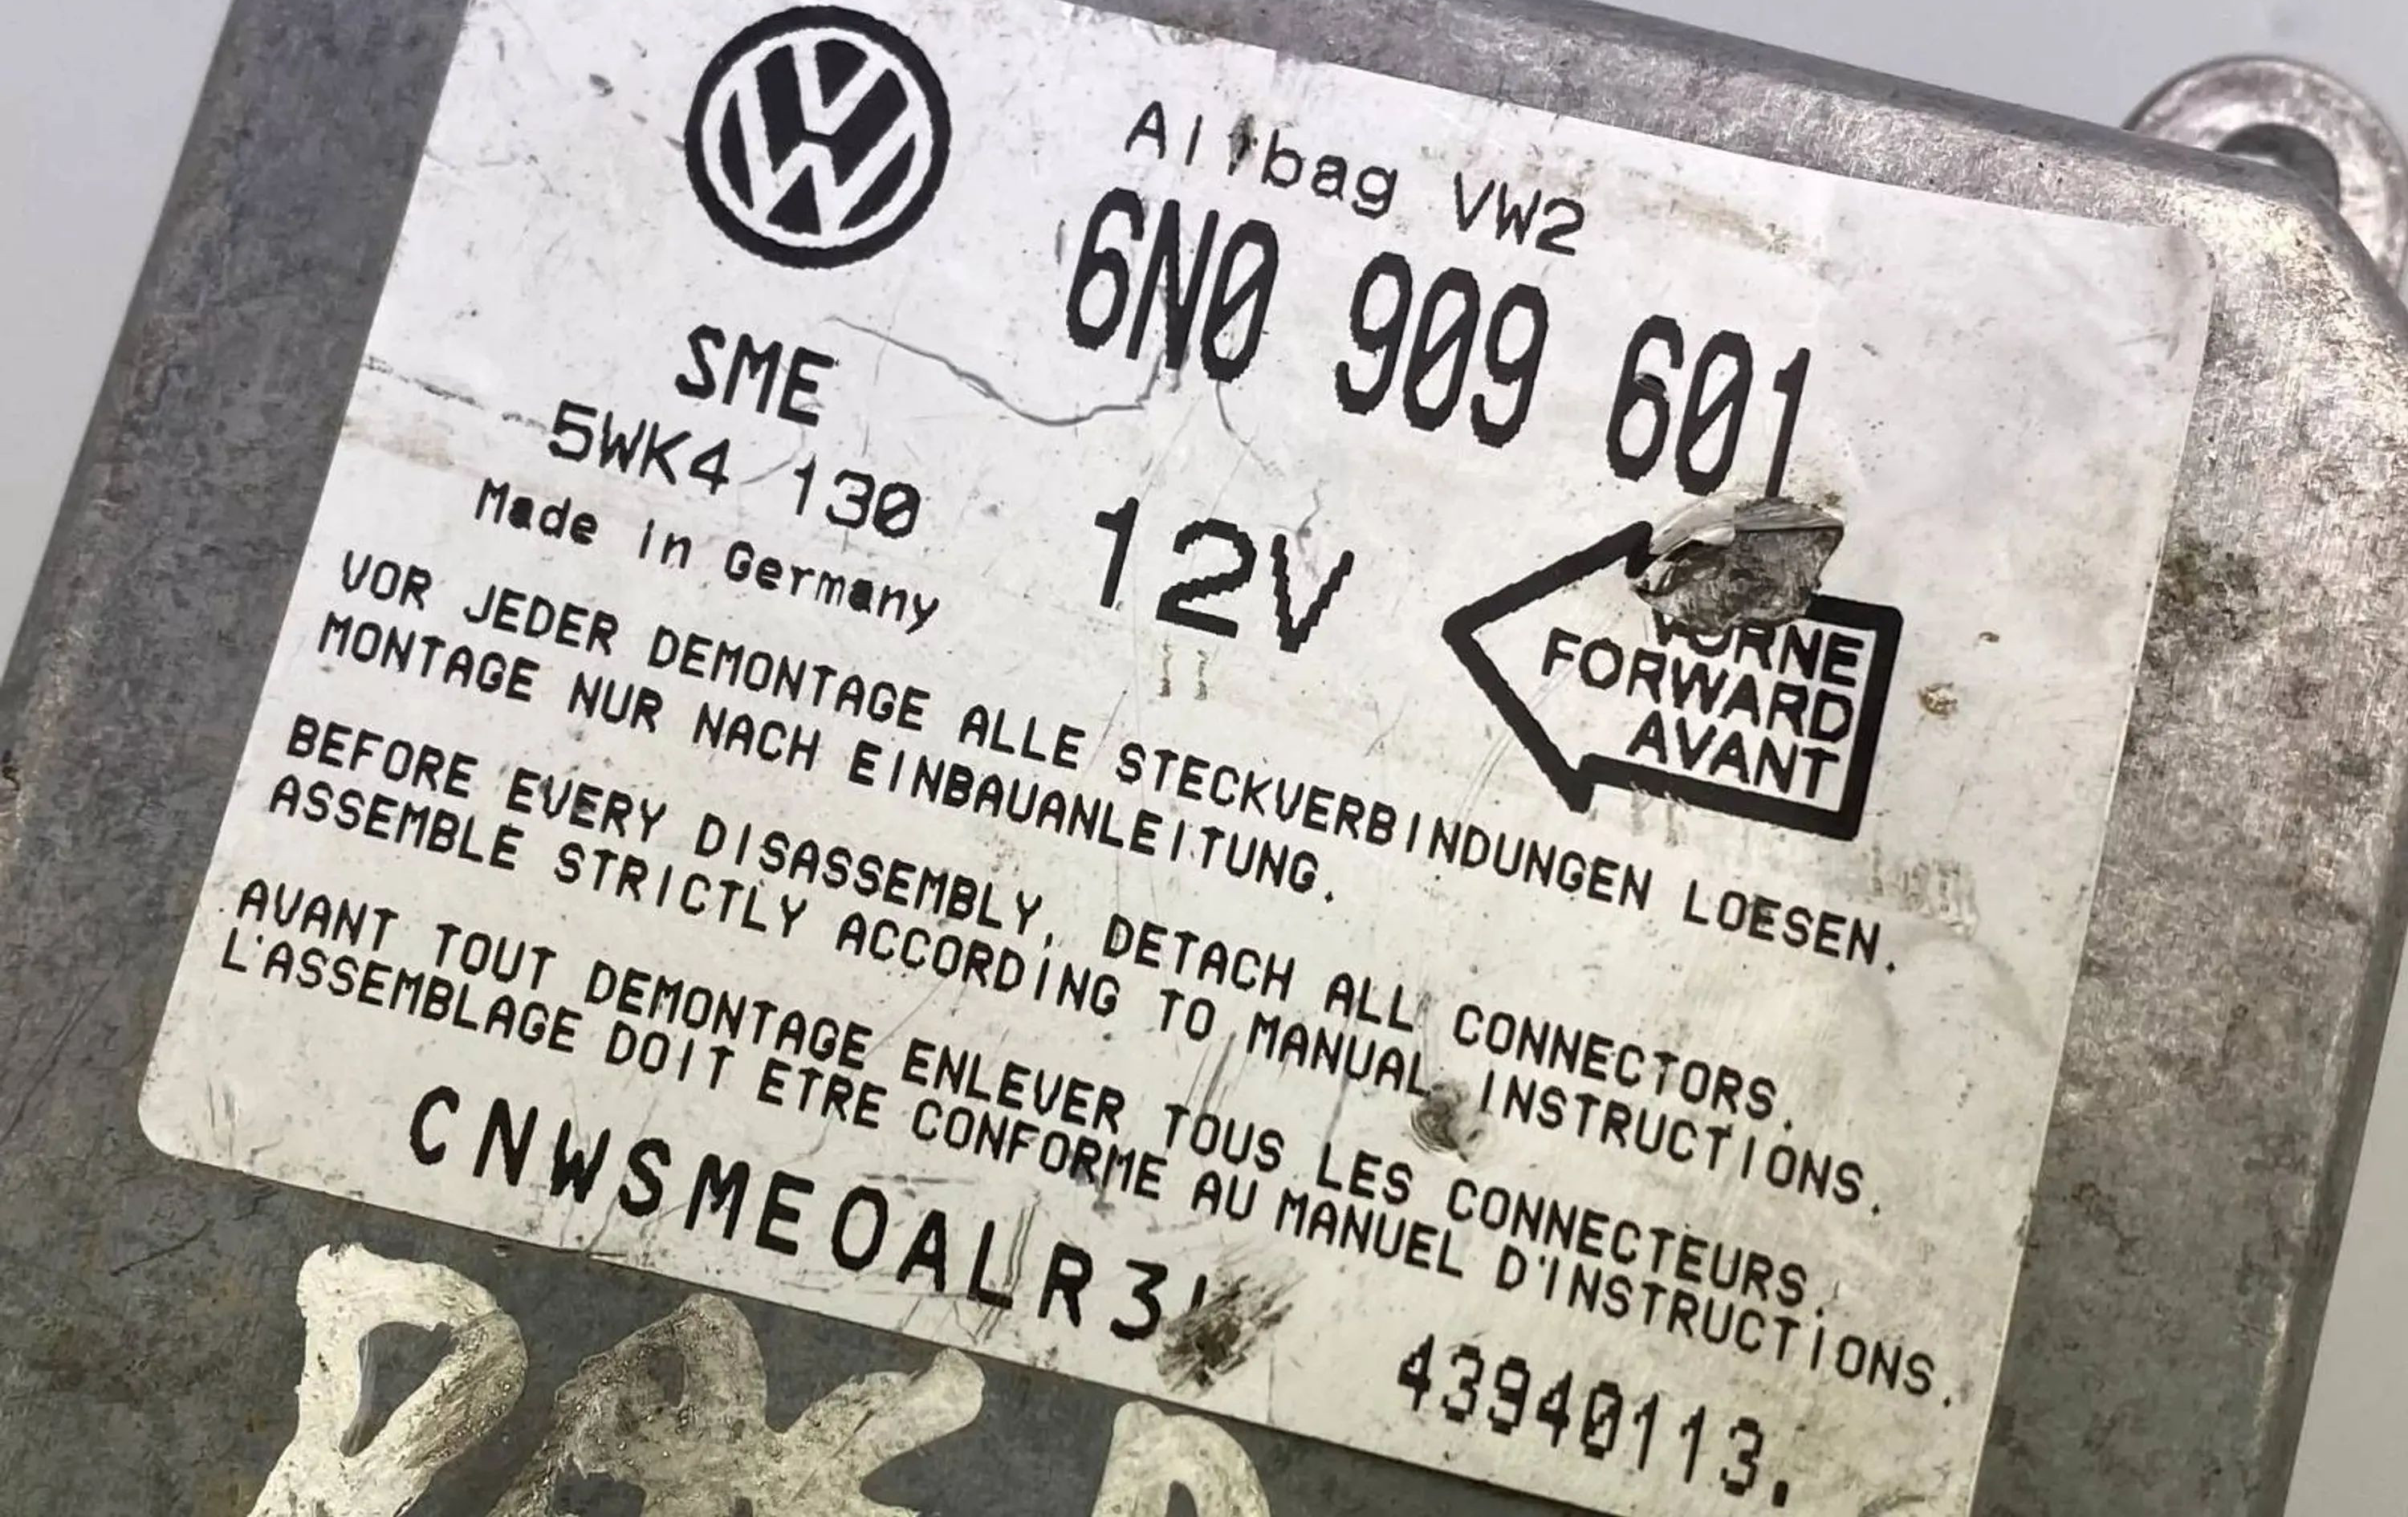 Airbag VW2
6N0 909 601
SME
5WK4 130
Made in Germany
12V
VORNE
FORWARD
AVANT
VOR JEDER DEMONTAGE ALLE STECKVERBINDUNGEN LOESEN.
MONTAGE NUR NACH EINBAUANLEITUNG.
BEFORE EVERY DISASSEMBLY, DETACH ALL CONNECTORS.
ASSEMBLE STRICTLY ACCORDING TO MANUAL INSTRUCTIONS.
AVANT TOUT DEMONTAGE ENLEVER TOUS LES CONNECTEURS.
L'ASSEMBLAGE DOIT ETRE CONFORME AU MANUEL D'INSTRUCTIONS.
43940113.